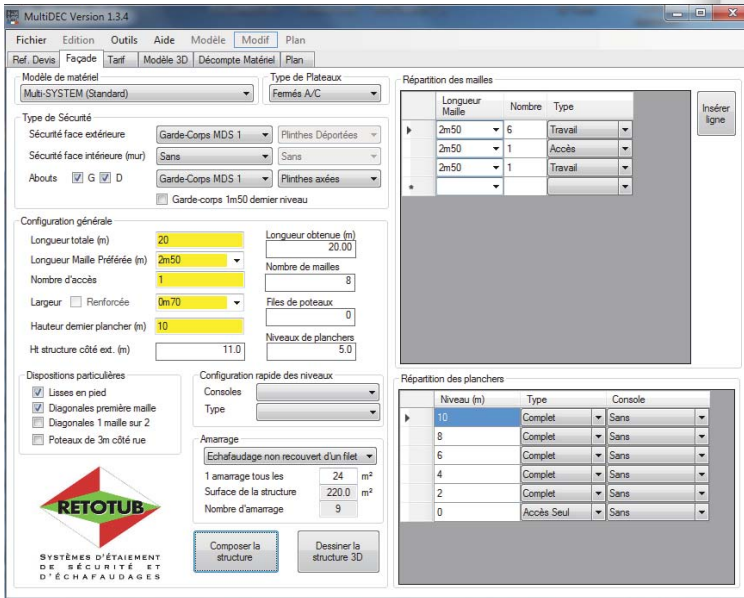 MultiDEC Version 1.3.4
Fichier Edition Outils Aide Modèle Modif Plan
Ref. Devis Façade Tarif Modèle 3D Décompte Matériel Plan
Modèle de matériel
Multi-SYSTEM (Standard)
Type de Plateaux
Fermés A/C
Type de Sécurité
Sécurité face extérieure Garde-Corps MDS 1 Plinthes Déportées
Sécurité face intérieure (mur) Sans Sans
Abouts G D Garde-Corps MDS 1 Plinthes axées
Garde-corps 1m50 dernier niveau
Configuration générale
Longueur totale (m) 20
Longueur Maille Préférée (m) 2m50
Nombre d'accès 1
Largeur Renforcée 0m70
Hauteur dernier plancher (m) 10
Ht structure côté ext. (m) 11.0
Longueur obtenue (m)
20.00
Nombre de mailles
8
Files de poteaux
0
Niveaux de planchers
5.0
Dispositions particulières
Lisses en pied
Diagonales première maille
Diagonales 1 maille sur 2
Poteaux de 3m côté rue
Configuration rapide des niveaux
Consoles
Type
Amarrage
Echafaudage non recouvert d'un filet
1 amarrage tous les 24 m²
Surface de la structure 220.0 m²
Nombre d'amarrage 9
RETOTUB
SYSTÈMES D'ÉTAIEMENT
DE SÉCURITÉ ET
D'ÉCHAFAUDAGES
Composer la
structure
Dessiner la
structure 3D
Répartition des mailles
Longueur
Maille Nombre Type
2m50 6 Travail
2m50 1 Accès
2m50 1 Travail
Insérer
ligne
Répartition des planchers
Niveau (m) Type Console
10 Complet Sans
8 Complet Sans
6 Complet Sans
4 Complet Sans
2 Complet Sans
0 Accès Seul Sans